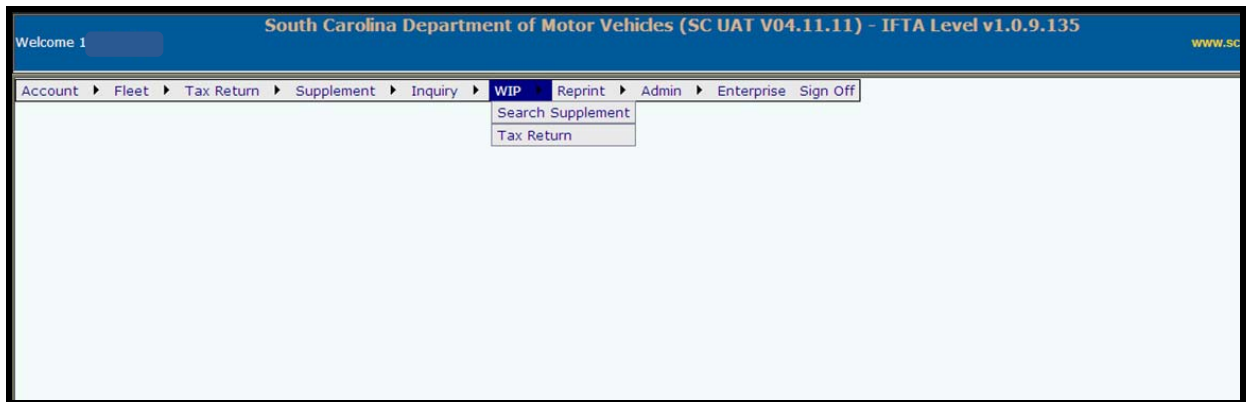 South Carolina Department of Motor Vehicles (SC UAT V04.11.11) - IFTA Level v1.0.9.135
Welcome 1
www.sc
Account Fleet Tax Return Supplement Inquiry WIP Reprint Admin Enterprise Sign Off
Search Supplement
Tax Return